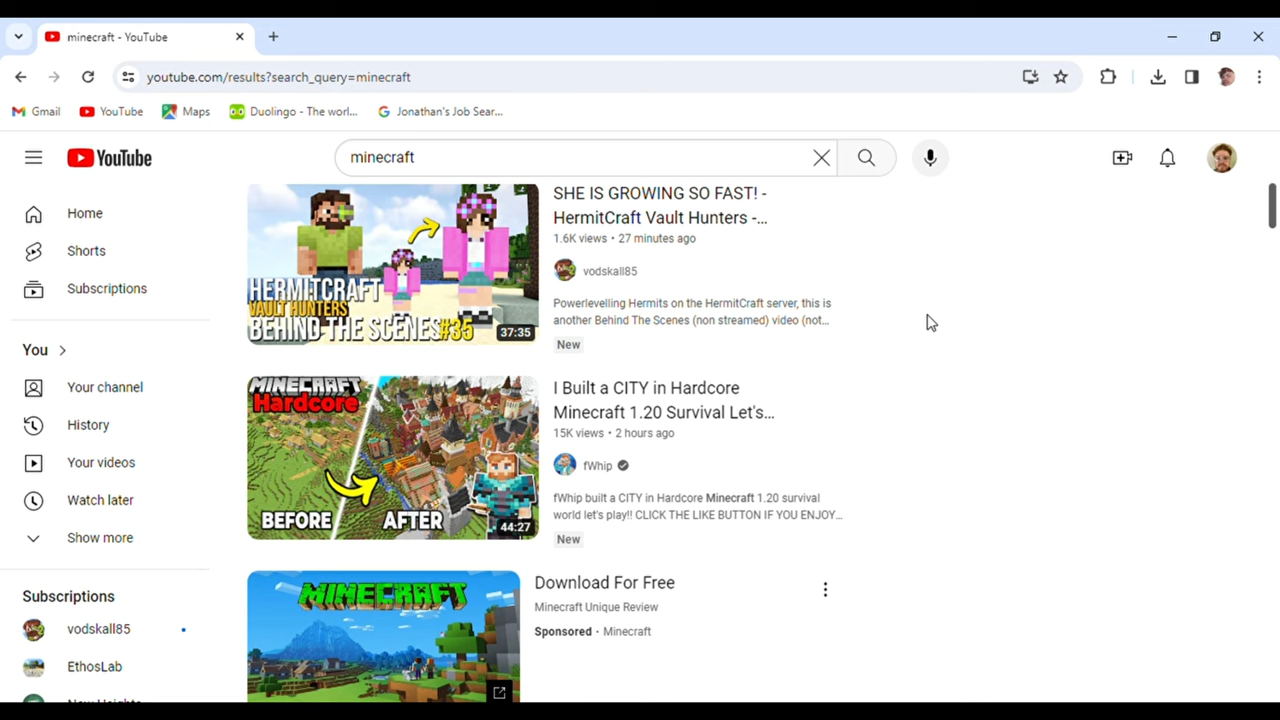 minecraft - YouTube
youtube.com/results?search_query=minecraft
Gmail
YouTube
Maps
Duolingo - The worl...
Jonathan's Job Sear...
YouTube
minecraft
Home
Shorts
Subscriptions
You
Your channel
History
Your videos
Watch later
Show more
Subscriptions
vodskall85
EthosLab
HERMITCRAFT
VAULT HUNTERS
BEHIND THE SCENES#35
37:35
SHE IS GROWING SO FAST! -
HermitCraft Vault Hunters -...
1.6K views • 27 minutes ago
vodskall85
Powerlevelling Hermits on the HermitCraft server, this is
another Behind The Scenes (non streamed) video (not...
New
MINECRAFT
Hardcore
BEFORE
AFTER
44:27
I Built a CITY in Hardcore
Minecraft 1.20 Survival Let's...
15K views • 2 hours ago
fWhip
fWhip built a CITY in Hardcore Minecraft 1.20 survival
world let's play!! CLICK THE LIKE BUTTON IF YOU ENJOY...
New
MINECRAFT
Download For Free
Minecraft Unique Review
Sponsored • Minecraft